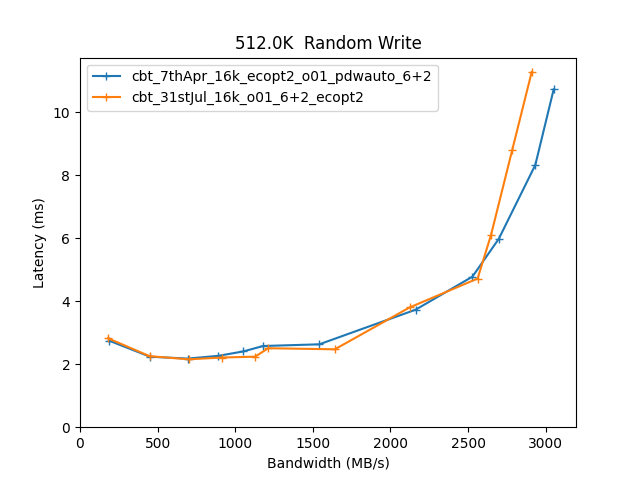 512.0K  Random Write
cbt_7thApr_16k_ecopt2_o01_pdwauto_6+2
cbt_31stJul_16k_o01_6+2_ecopt2
Latency (ms)
10
8
6
4
2
0
0 500 1000 1500 2000 2500 3000
Bandwidth (MB/s)